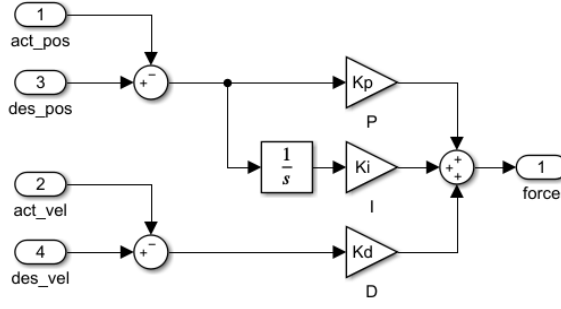 1
act_pos
3
des_pos
+
−
Kp
P
1
s
Ki
I
+
+
+
1
force
2
act_vel
4
des_vel
+
−
Kd
D